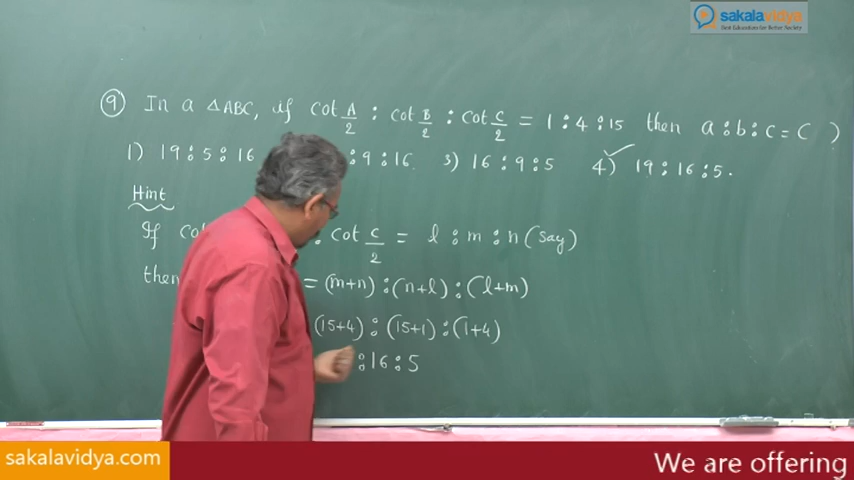 sakalavidya
Best Education for Better Society
9 In a △ABC, if cot A/2 : cot B/2 : cot C/2 = 1 : 4 : 15 then a : b : c = ( )
1) 19 : 5 : 16 : 9 : 16 3) 16 : 9 : 5 4) ✓ 19 : 16 : 5.
Hint
If cot : cot C/2 = l : m : n (say)
then = (m+n) : (n+l) : (l+m)
(15+4) : (15+1) : (1+4)
: 16 : 5
sakalavidya.com
We are offering